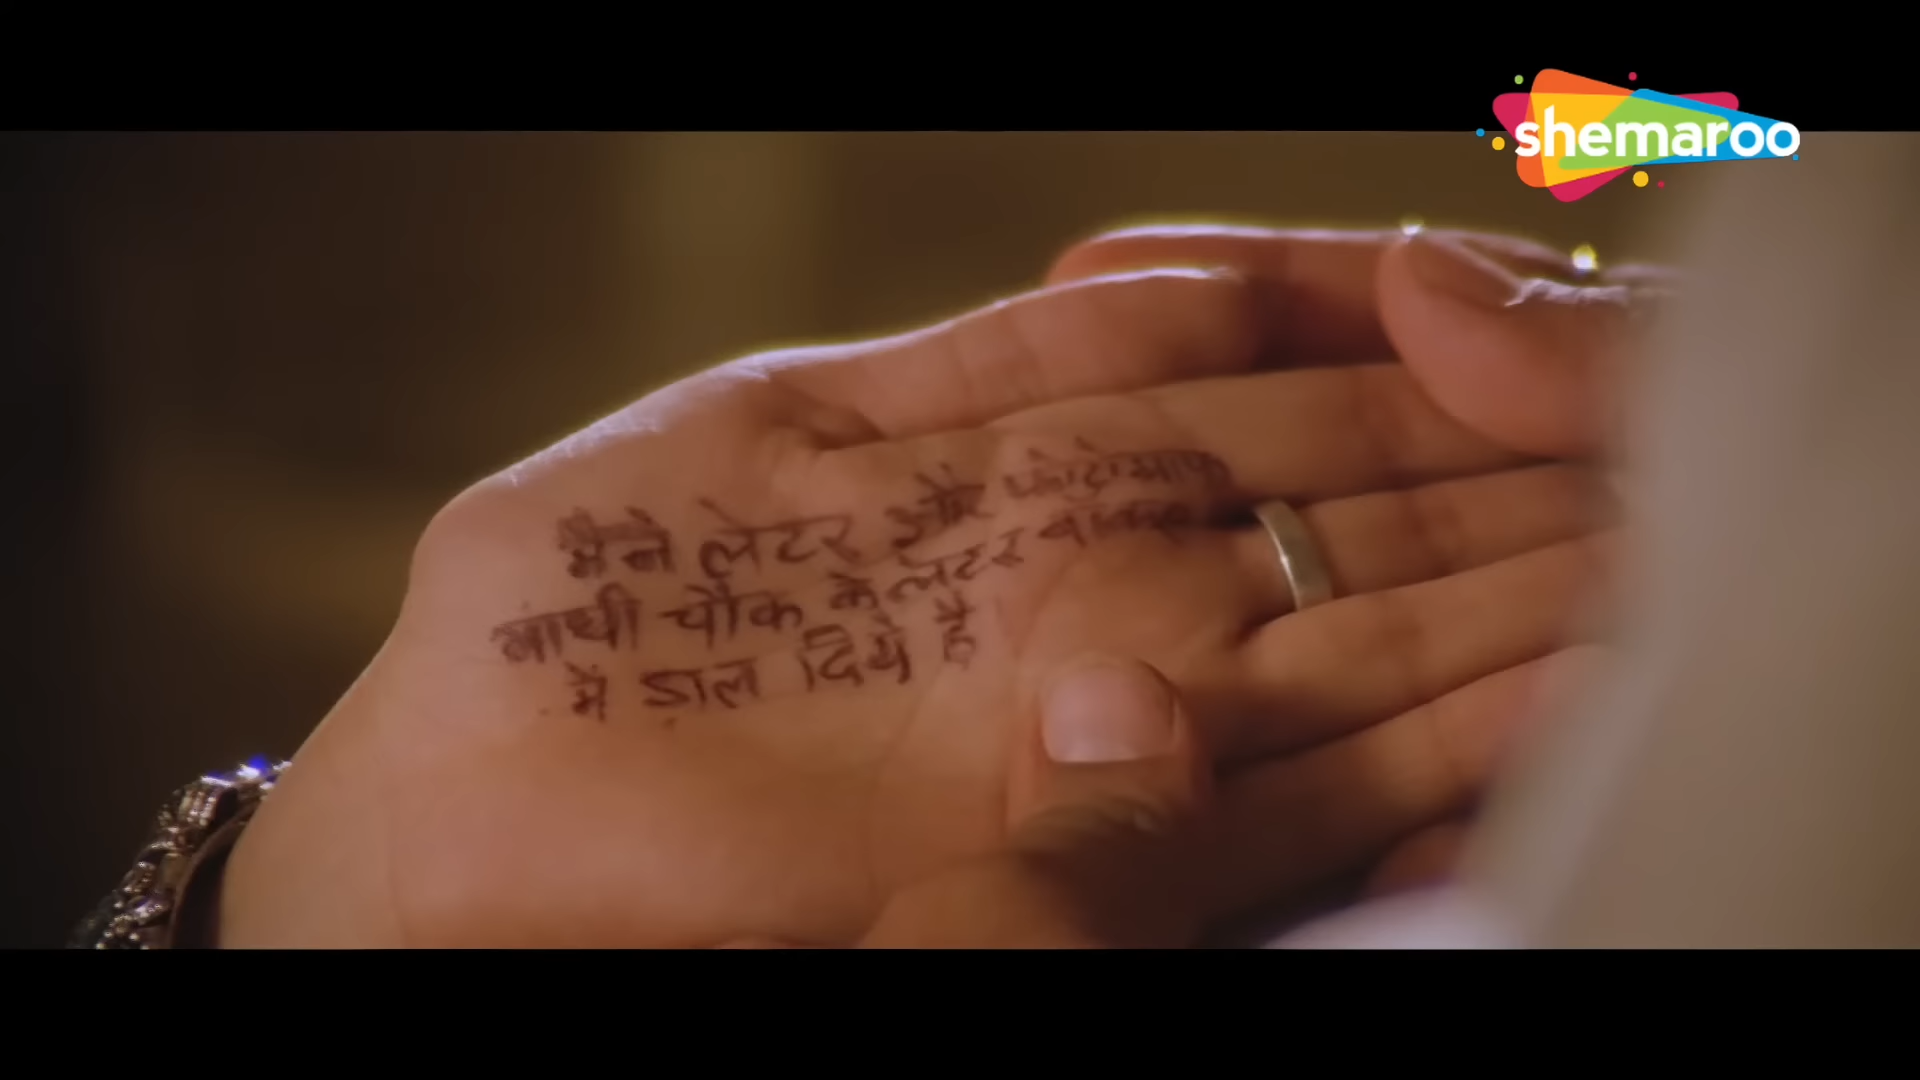 shemaroo
मैने लेटर और फोटोग्राफ
गांधी चौक के लेटर बॉक्स
में डाल दिये है